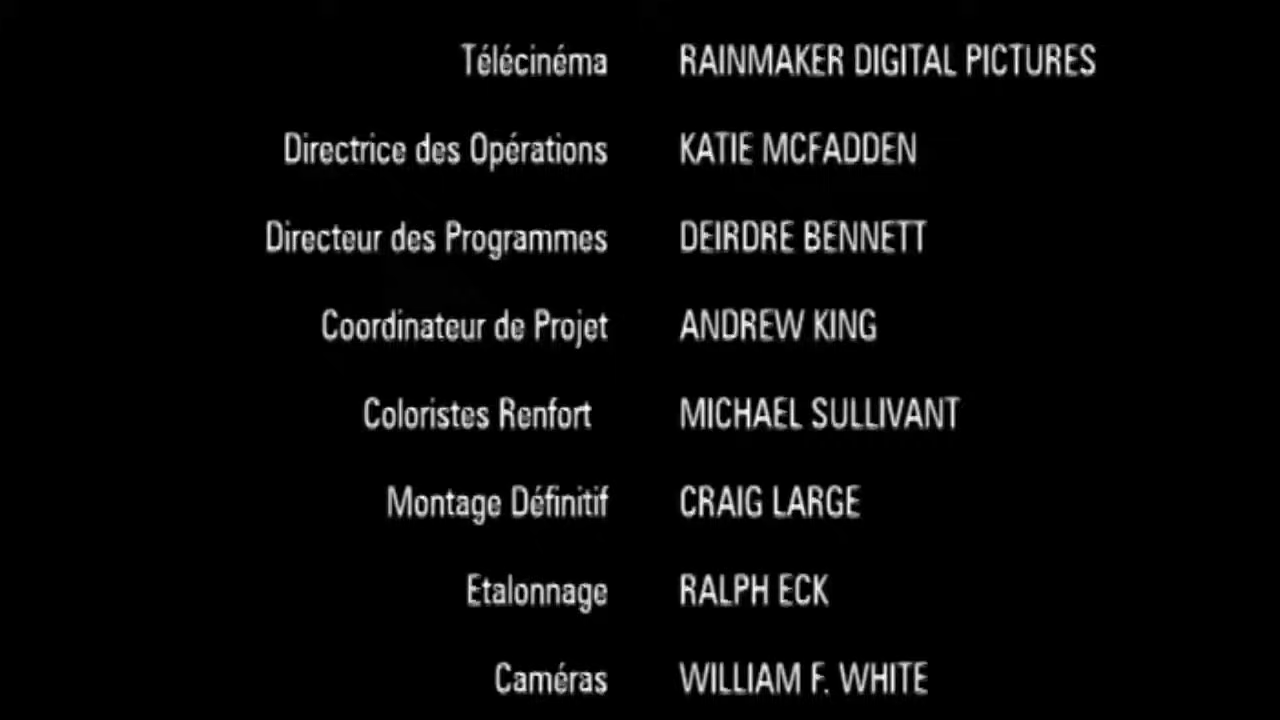 Télécinéma RAINMAKER DIGITAL PICTURES
Directrice des Opérations KATIE MCFADDEN
Directeur des Programmes DEIRDRE BENNETT
Coordinateur de Projet ANDREW KING
Coloristes Renfort MICHAEL SULLIVANT
Montage Définitif CRAIG LARGE
Etalonnage RALPH ECK
Caméras WILLIAM F. WHITE